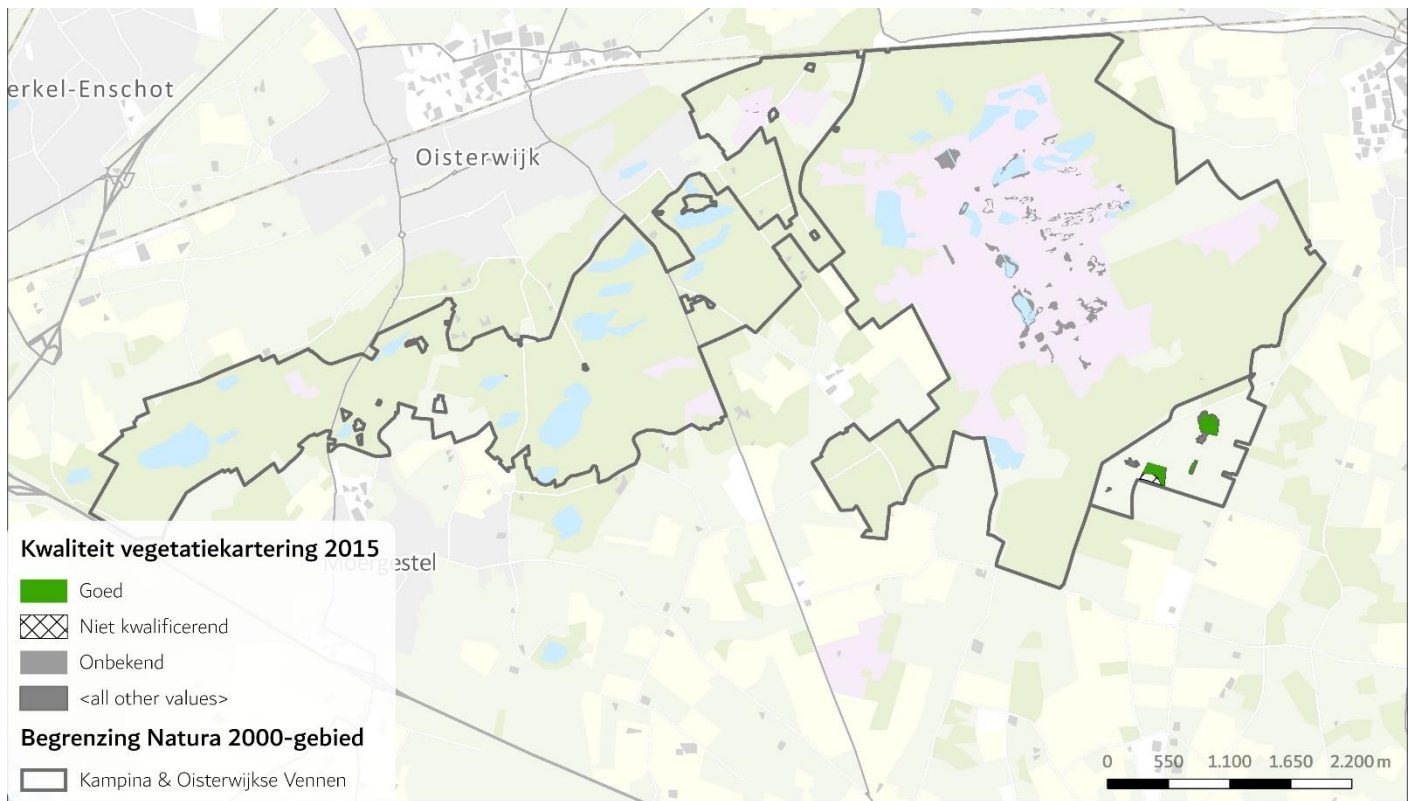 erkel-Enschot
Oisterwijk
Moergestel
Kwaliteit vegetatiekartering 2015
Goed
Niet kwalificerend
Onbekend
<all other values>
Begrenzing Natura 2000-gebied
Kampina & Oisterwijkse Vennen
0 550 1.100 1.650 2.200 m